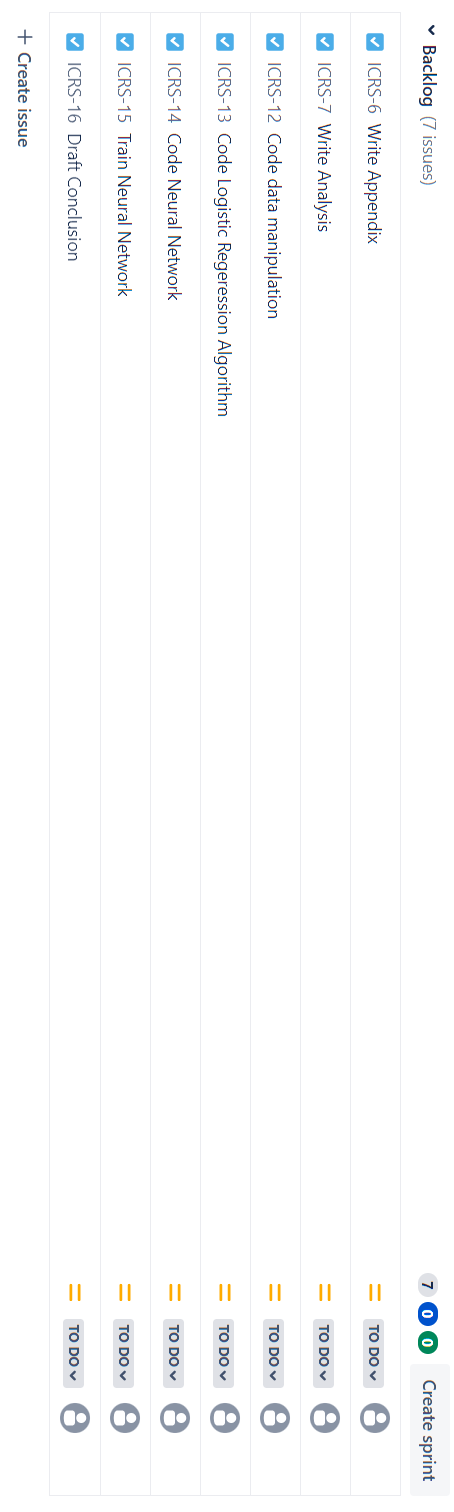 Backlog (7 issues) 7 0 0 Create sprint
ICRS-6 Write Appendix TO DO
ICRS-7 Write Analysis TO DO
ICRS-12 Code data manipulation TO DO
ICRS-13 Code Logistic Regeression Algorithm TO DO
ICRS-14 Code Neural Network TO DO
ICRS-15 Train Neural Network TO DO
ICRS-16 Draft Conclusion TO DO
+ Create issue